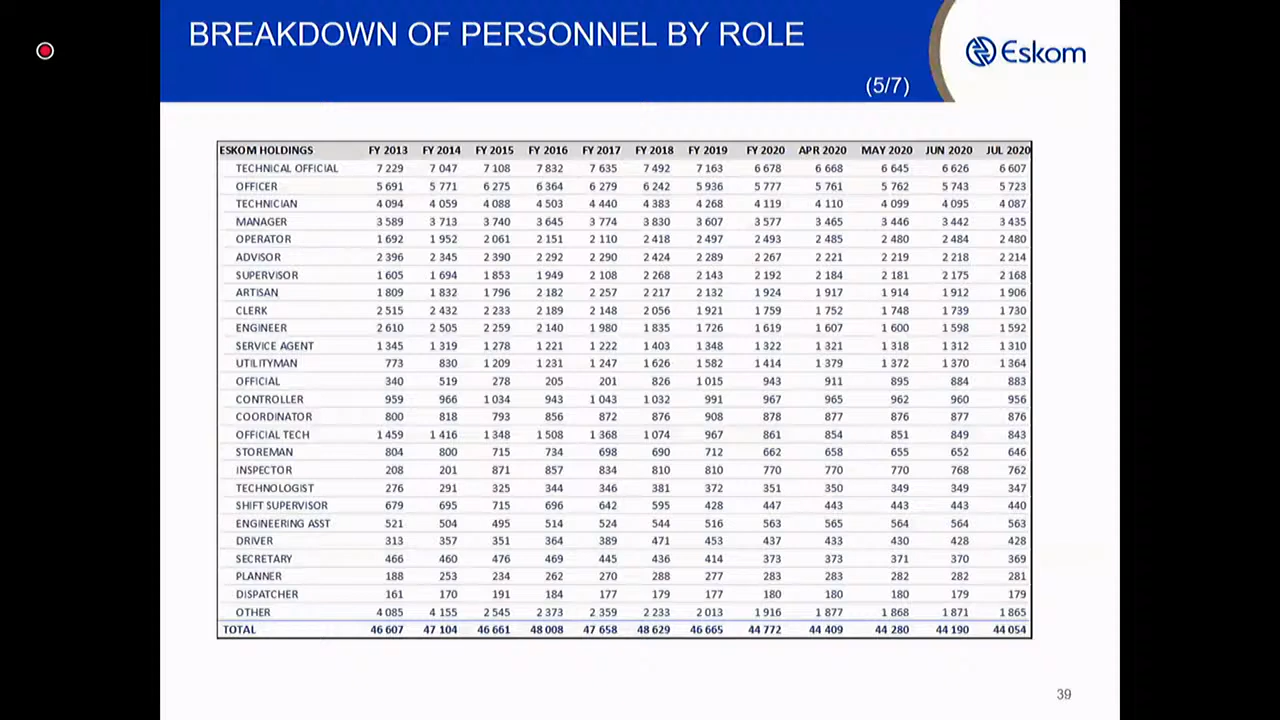 BREAKDOWN OF PERSONNEL BY ROLE
Eskom
(5/7)
ESKOM HOLDINGS FY 2013 FY 2014 FY 2015 FY 2016 FY 2017 FY 2018 FY 2019 FY 2020 APR 2020 MAY 2020 JUN 2020 JUL 2020
TECHNICAL OFFICIAL 7 229 7 047 7 108 7 832 7 635 7 492 7 163 6 678 6 668 6 645 6 626 6 607
OFFICER 5 691 5 771 6 275 6 364 6 279 6 242 5 936 5 777 5 761 5 762 5 743 5 723
TECHNICIAN 4 094 4 059 4 088 4 503 4 440 4 383 4 268 4 119 4 110 4 099 4 095 4 087
MANAGER 3 589 3 713 3 740 3 645 3 774 3 830 3 607 3 577 3 465 3 446 3 442 3 435
OPERATOR 1 692 1 952 2 061 2 151 2 110 2 418 2 497 2 493 2 485 2 480 2 484 2 480
ADVISOR 2 396 2 345 2 390 2 292 2 290 2 424 2 289 2 267 2 221 2 219 2 218 2 214
SUPERVISOR 1 605 1 694 1 853 1 949 2 108 2 268 2 143 2 192 2 184 2 181 2 175 2 168
ARTISAN 1 809 1 832 1 796 2 182 2 257 2 217 2 132 1 924 1 917 1 914 1 912 1 906
CLERK 2 515 2 432 2 233 2 189 2 148 2 056 1 921 1 759 1 752 1 748 1 739 1 730
ENGINEER 2 610 2 505 2 259 2 140 1 980 1 835 1 726 1 619 1 607 1 600 1 598 1 592
SERVICE AGENT 1 345 1 319 1 278 1 221 1 222 1 403 1 348 1 322 1 321 1 318 1 312 1 310
UTILITYMAN 773 830 1 209 1 231 1 247 1 626 1 582 1 414 1 379 1 372 1 370 1 364
OFFICIAL 340 519 278 205 201 826 1 015 943 911 895 884 883
CONTROLLER 959 966 1 034 943 1 043 1 032 991 967 965 962 960 956
COORDINATOR 800 818 793 856 872 876 908 878 877 876 877 876
OFFICIAL TECH 1 459 1 416 1 348 1 508 1 368 1 074 967 861 854 851 849 843
STOREMAN 804 800 715 734 698 690 712 662 658 655 652 646
INSPECTOR 208 201 871 857 834 810 810 770 770 770 768 762
TECHNOLOGIST 276 291 325 344 346 381 372 351 350 349 349 347
SHIFT SUPERVISOR 679 695 715 696 642 595 428 447 443 443 443 440
ENGINEERING ASST 521 504 495 514 524 544 516 563 565 564 564 563
DRIVER 313 357 351 364 389 471 453 437 433 430 428 428
SECRETARY 466 460 476 469 445 436 414 373 373 371 370 369
PLANNER 188 253 234 262 270 288 277 283 283 282 282 281
DISPATCHER 161 170 191 184 177 179 177 180 180 180 179 179
OTHER 4 085 4 155 2 545 2 373 2 359 2 233 2 013 1 916 1 877 1 868 1 871 1 865
TOTAL 46 607 47 104 46 661 48 008 47 658 48 629 46 665 44 772 44 409 44 280 44 190 44 054
39